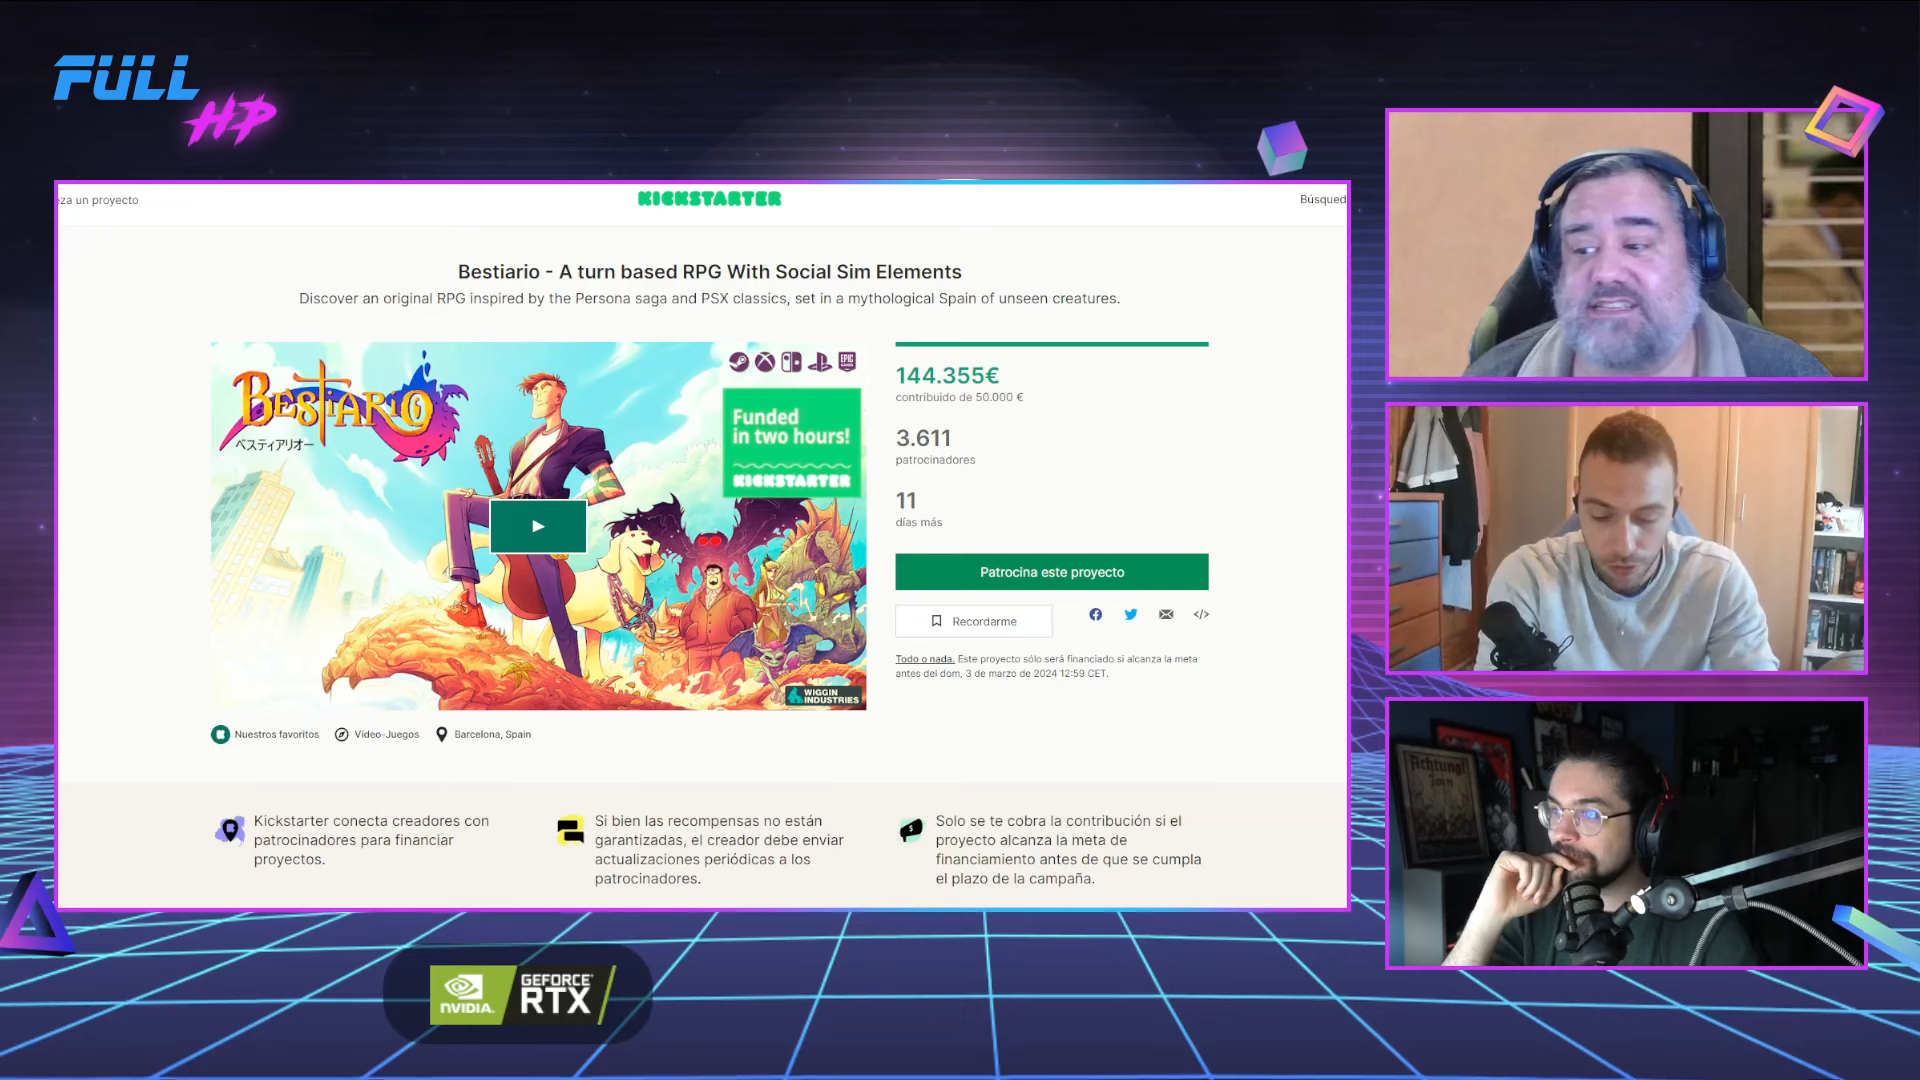 FULL
HP
eza un proyecto
KICKSTARTER
Búsqued
Bestiario - A turn based RPG With Social Sim Elements
Discover an original RPG inspired by the Persona saga and PSX classics, set in a mythological Spain of unseen creatures.
BESTIARIO
ベスティアリオー
EPIC
GAMES
Funded
in two hours!
KICKSTARTER
WIGGIN
INDUSTRIES
144.355€
contribuido de 50.000 €
3.611
patrocinadores
11
días más
Patrocina este proyecto
Recordarme
Todo o nada. Este proyecto sólo será financiado si alcanza la meta
antes del dom, 3 de marzo de 2024 12:59 CET.
Nuestros favoritos
Vídeo-Juegos
Barcelona, Spain
Kickstarter conecta creadores con
patrocinadores para financiar
proyectos.
Si bien las recompensas no están
garantizadas, el creador debe enviar
actualizaciones periódicas a los
patrocinadores.
Solo se te cobra la contribución si el
proyecto alcanza la meta de
financiamiento antes de que se cumpla
el plazo de la campaña.
Achtung!
Join
NVIDIA.
GEFORCE
RTX